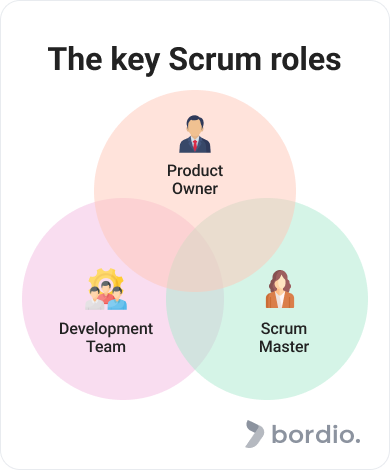 The key Scrum roles
Product
Owner
Development
Team
Scrum
Master
bordio.